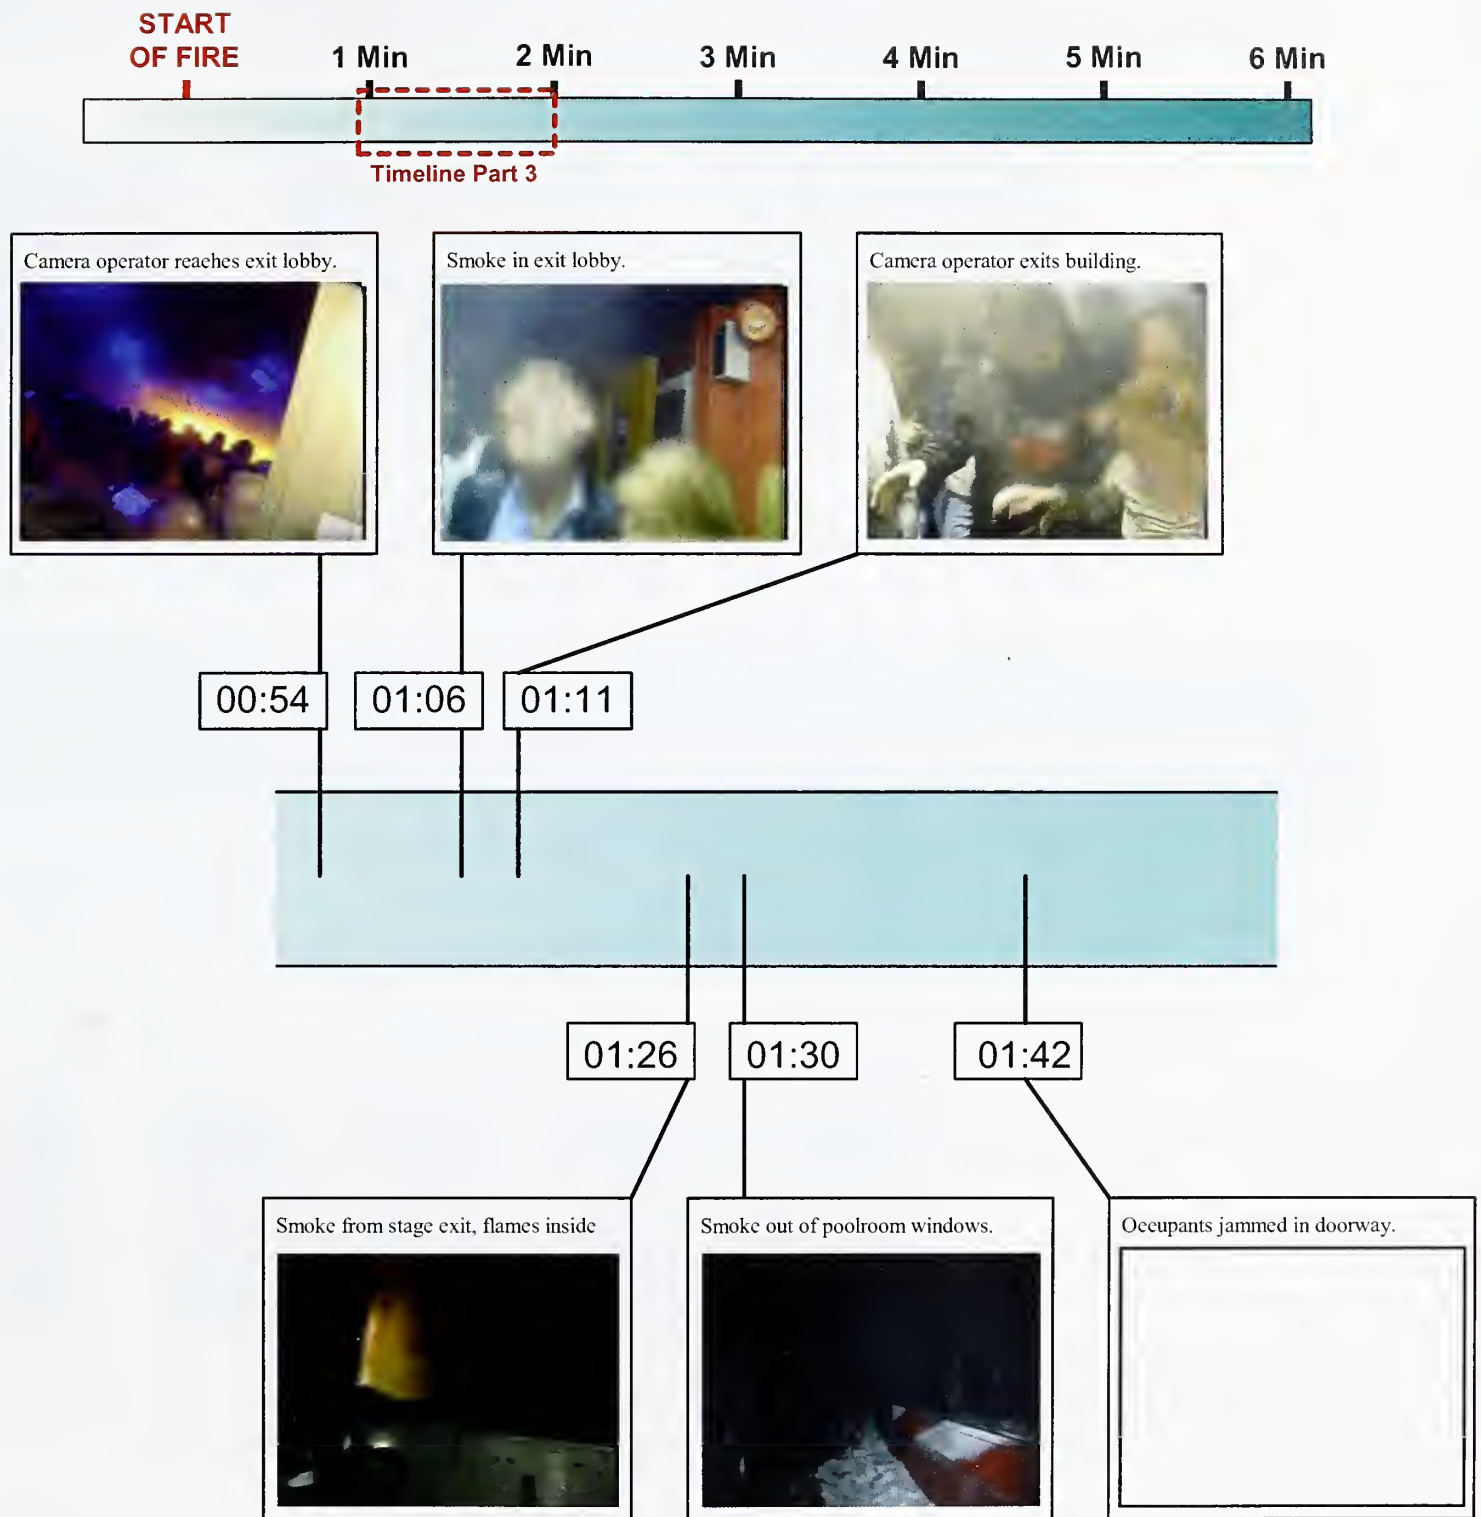 START
OF FIRE
1 Min
2 Min
3 Min
4 Min
5 Min
6 Min
Timeline Part 3
Camera operator reaches exit lobby.
Smoke in exit lobby.
Camera operator exits building.
00:54
01:06
01:11
01:26
01:30
01:42
Smoke from stage exit, flames inside
Smoke out of poolroom windows.
Occupants jammed in doorway.